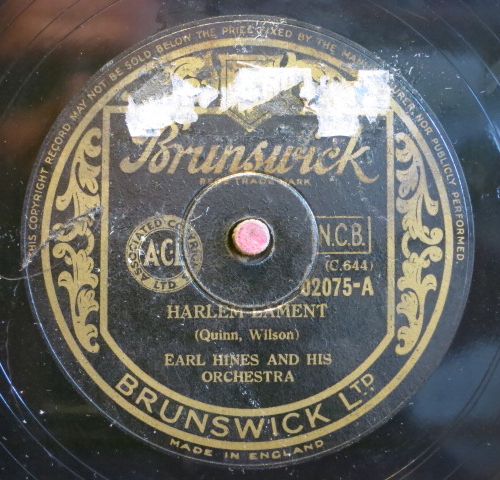 THIS COPYRIGHT RECORD MAY NOT BE SOLD BELOW THE PRICE FIXED BY THE MANUFACTURER NOR PUBLICLY PERFORMED.
Brunswick
TRADE MARK
ASSOCIATED
ACL
LTD
N.C.B.
(C.644)
02075-A
HARLEM LAMENT
(Quinn, Wilson)
EARL HINES AND HIS
ORCHESTRA
BRUNSWICK LTD
MADE IN ENGLAND